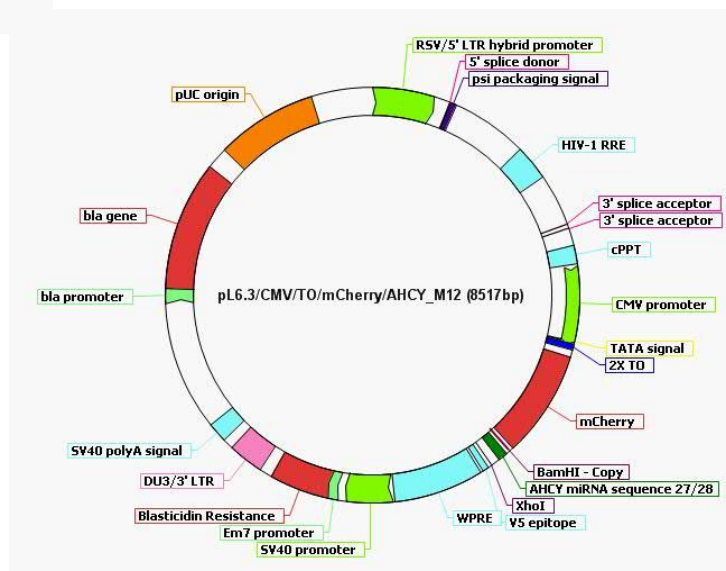 RSV/5' LTR hybrid promoter
5' splice donor
psi packaging signal
pUC origin
HIV-1 RRE
bla gene
3' splice acceptor
3' splice acceptor
cPPT
bla promoter
pL6.3/CMV/TO/mCherry/AHCY_M12 (8517bp)
CMV promoter
TATA signal
2X TO
mCherry
SV40 polyA signal
BamHI - Copy
DU3/3' LTR
AHCY miRNA sequence 27/28
XhoI
Blasticidin Resistance
WPRE
V5 epitope
Em7 promoter
SV40 promoter